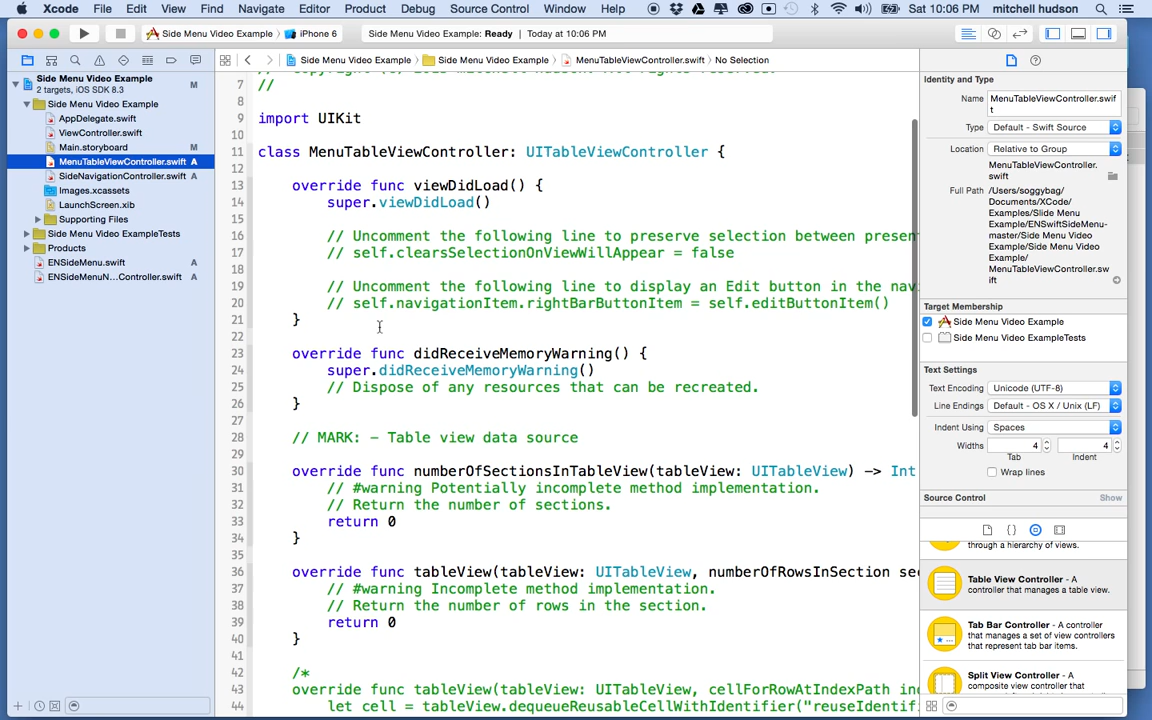 Xcode File Edit View Find Navigate Editor Product Debug Source Control Window Help
Sat 10:06 PM mitchell hudson
Side Menu Video Example iPhone 6
Side Menu Video Example: Ready | Today at 10:06 PM
Side Menu Video Example Side Menu Video Example MenuTableViewController.swift No Selection
Side Menu Video Example M
2 targets, iOS SDK 8.3
Side Menu Video Example
AppDelegate.swift
ViewController.swift
Main.storyboard M
MenuTableViewController.swift A
SideNavigationController.swift A
Images.xcassets
LaunchScreen.xib
Supporting Files
Side Menu Video ExampleTests
Products
ENSideMenu.swift A
ENSideMenuN...Controller.swift A
7 //
8
9 import UIKit
10
11 class MenuTableViewController: UITableViewController {
12
13 override func viewDidLoad() {
14 super.viewDidLoad()
15
16 // Uncomment the following line to preserve selection between presen
17 // self.clearsSelectionOnViewWillAppear = false
18
19 // Uncomment the following line to display an Edit button in the navi
20 // self.navigationItem.rightBarButtonItem = self.editButtonItem()
21 }
22
23 override func didReceiveMemoryWarning() {
24 super.didReceiveMemoryWarning()
25 // Dispose of any resources that can be recreated.
26 }
27
28 // MARK: - Table view data source
29
30 override func numberOfSectionsInTableView(tableView: UITableView) -> Int
31 // #warning Potentially incomplete method implementation.
32 // Return the number of sections.
33 return 0
34 }
35
36 override func tableView(tableView: UITableView, numberOfRowsInSection sec
37 // #warning Incomplete method implementation.
38 // Return the number of rows in the section.
39 return 0
40 }
41
42 /*
43 override func tableView(tableView: UITableView, cellForRowAtIndexPath ind
44 let cell = tableView.dequeueReusableCellWithIdentifier("reuseIdentif
Identity and Type
Name MenuTableViewController.swif
t
Type Default - Swift Source
Location Relative to Group
MenuTableViewController.
swift
Full Path /Users/soggybag/
Documents/XCode/
Examples/Slide Menu
Example/ENSwiftSideMenu-
master/Side Menu Video
Example/Side Menu Video
Example/
MenuTableViewController.sw
ift
Target Membership
Side Menu Video Example
Side Menu Video ExampleTests
Text Settings
Text Encoding Unicode (UTF-8)
Line Endings Default - OS X / Unix (LF)
Indent Using Spaces
Widths 4 4
Tab Indent
Wrap lines
Source Control Show
through a hierarchy of views.
Table View Controller - A
controller that manages a table view.
Tab Bar Controller - A controller
that manages a set of view controllers
that represent tab bar items.
Split View Controller - A
composite view controller that